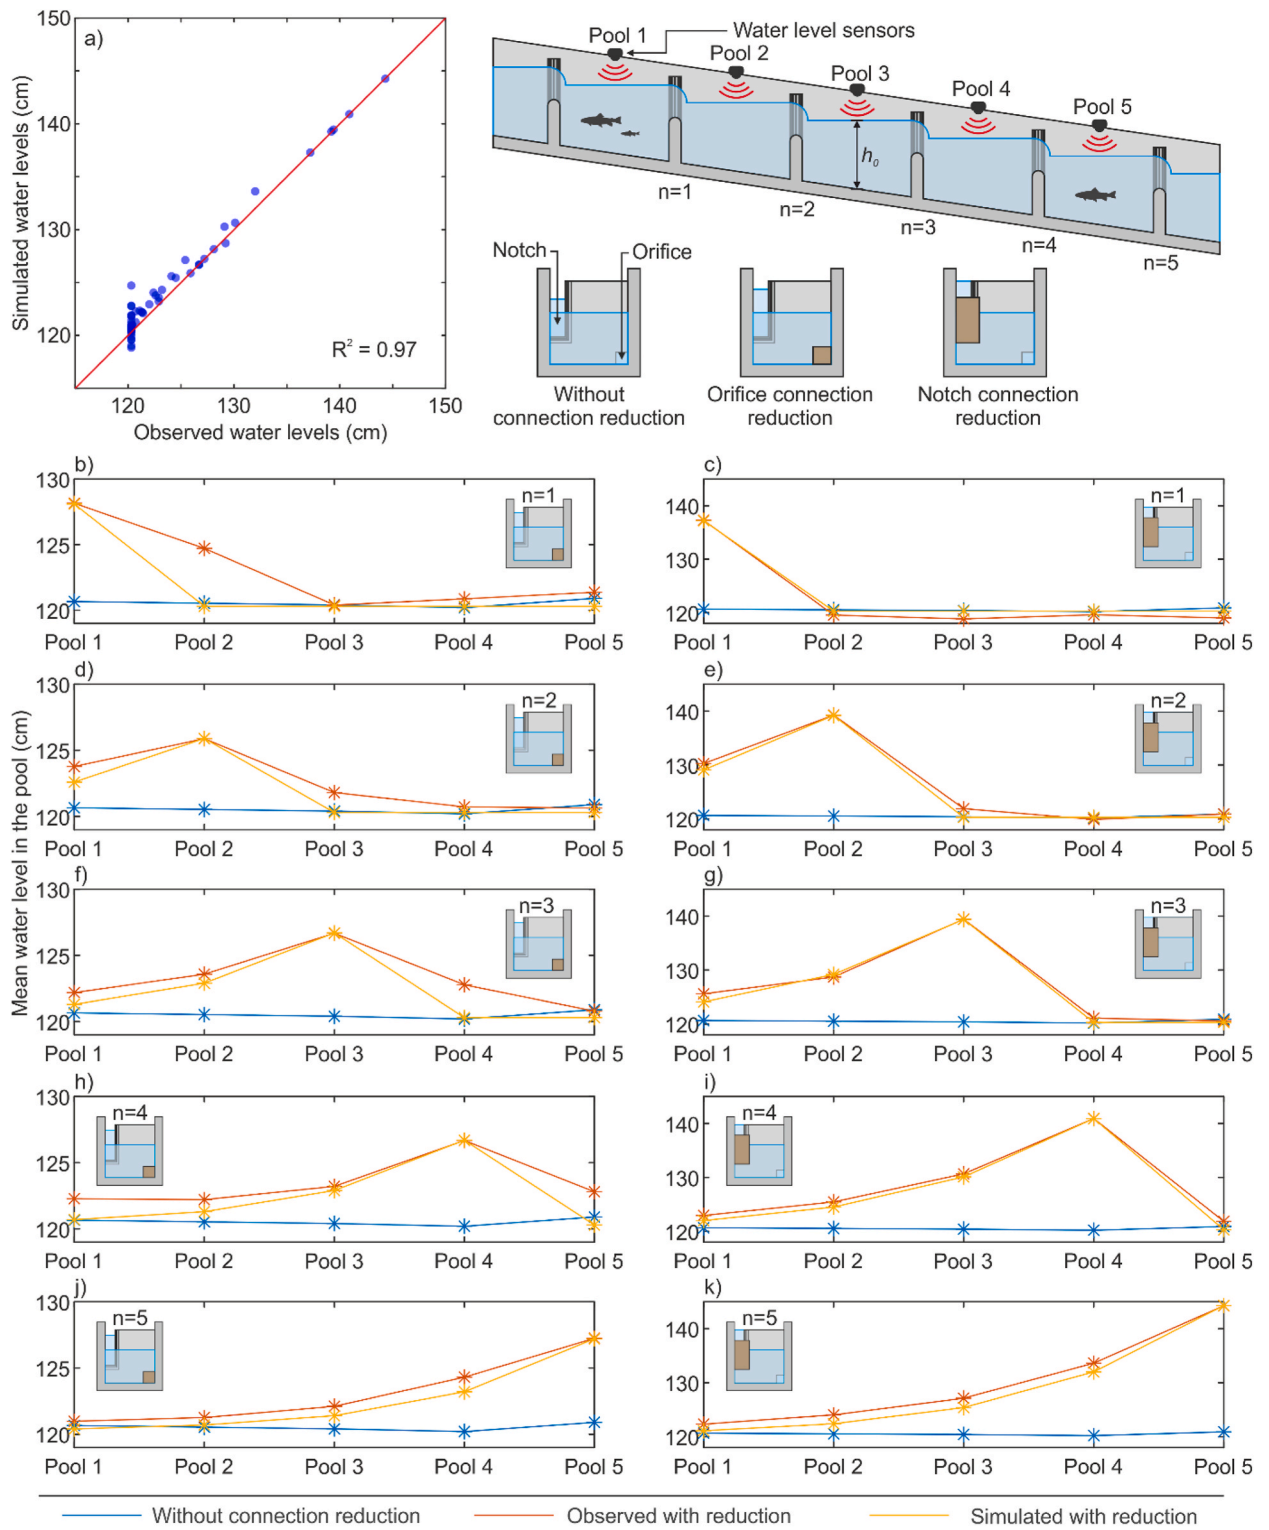 a)
150
140
130
120
120
130
140
150
Simulated water levels (cm)
Observed water levels (cm)
R² = 0.97
Water level sensors
Pool 1
Pool 2
Pool 3
Pool 4
Pool 5
h₀
n=1
n=2
n=3
n=4
n=5
Notch
Orifice
Without
connection reduction
Orifice connection
reduction
Notch connection
reduction
Mean water level in the pool (cm)
b)
130
125
120
n=1
Pool 1 Pool 2 Pool 3 Pool 4 Pool 5
c)
140
130
120
n=1
Pool 1 Pool 2 Pool 3 Pool 4 Pool 5
d)
130
125
120
n=2
Pool 1 Pool 2 Pool 3 Pool 4 Pool 5
e)
140
130
120
n=2
Pool 1 Pool 2 Pool 3 Pool 4 Pool 5
f)
130
125
120
n=3
Pool 1 Pool 2 Pool 3 Pool 4 Pool 5
g)
140
130
120
n=3
Pool 1 Pool 2 Pool 3 Pool 4 Pool 5
h)
130
125
120
n=4
Pool 1 Pool 2 Pool 3 Pool 4 Pool 5
i)
140
130
120
n=4
Pool 1 Pool 2 Pool 3 Pool 4 Pool 5
j)
130
125
120
n=5
Pool 1 Pool 2 Pool 3 Pool 4 Pool 5
k)
140
130
120
n=5
Pool 1 Pool 2 Pool 3 Pool 4 Pool 5
Without connection reduction
Observed with reduction
Simulated with reduction